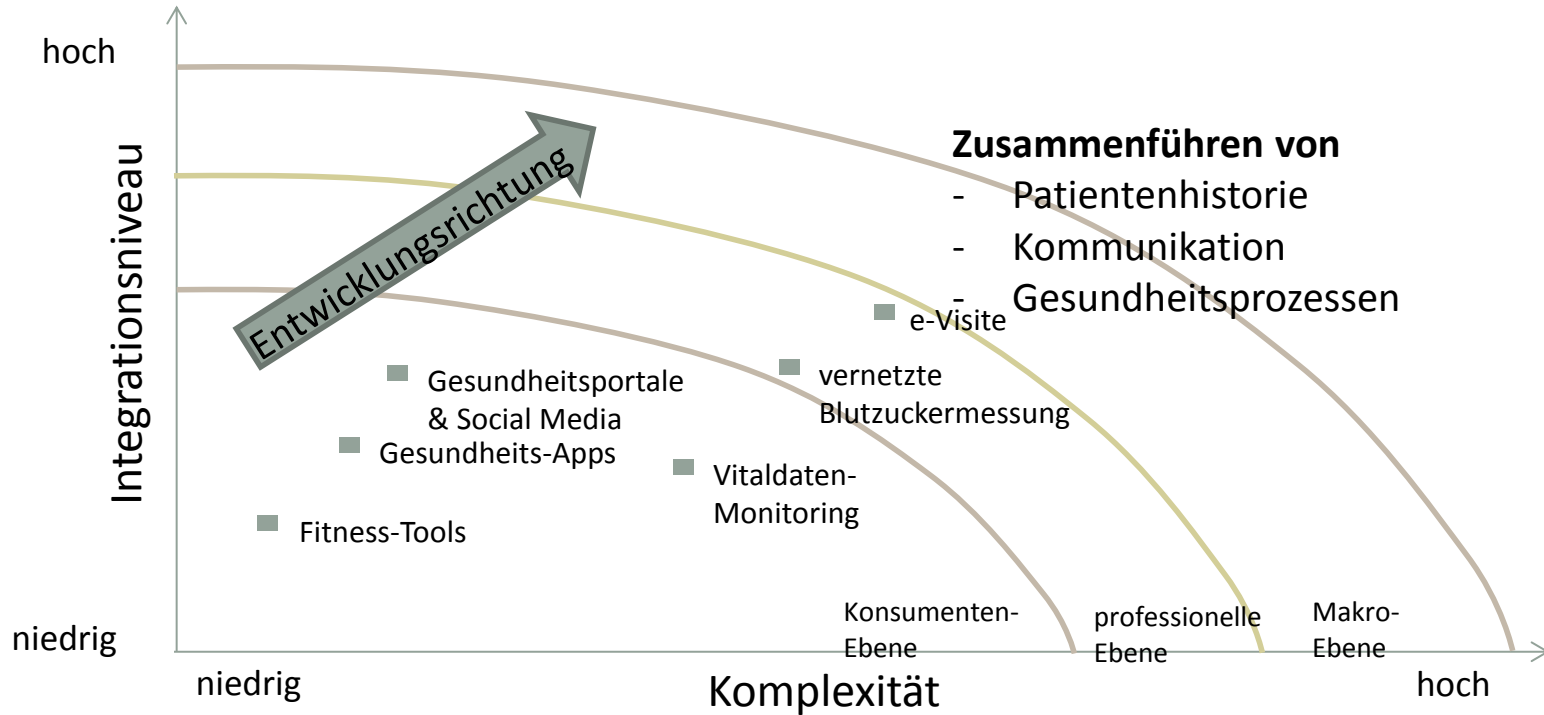 hoch
Integrationsniveau
niedrig
Entwicklungsrichtung
Zusammenführen von
- Patientenhistorie
- Kommunikation
- Gesundheitsprozessen
e-Visite
vernetzte
Blutzuckermessung
Gesundheitsportale
& Social Media
Gesundheits-Apps
Vitaldaten-
Monitoring
Fitness-Tools
Konsumenten-
Ebene
professionelle
Ebene
Makro-
Ebene
niedrig
Komplexität
hoch